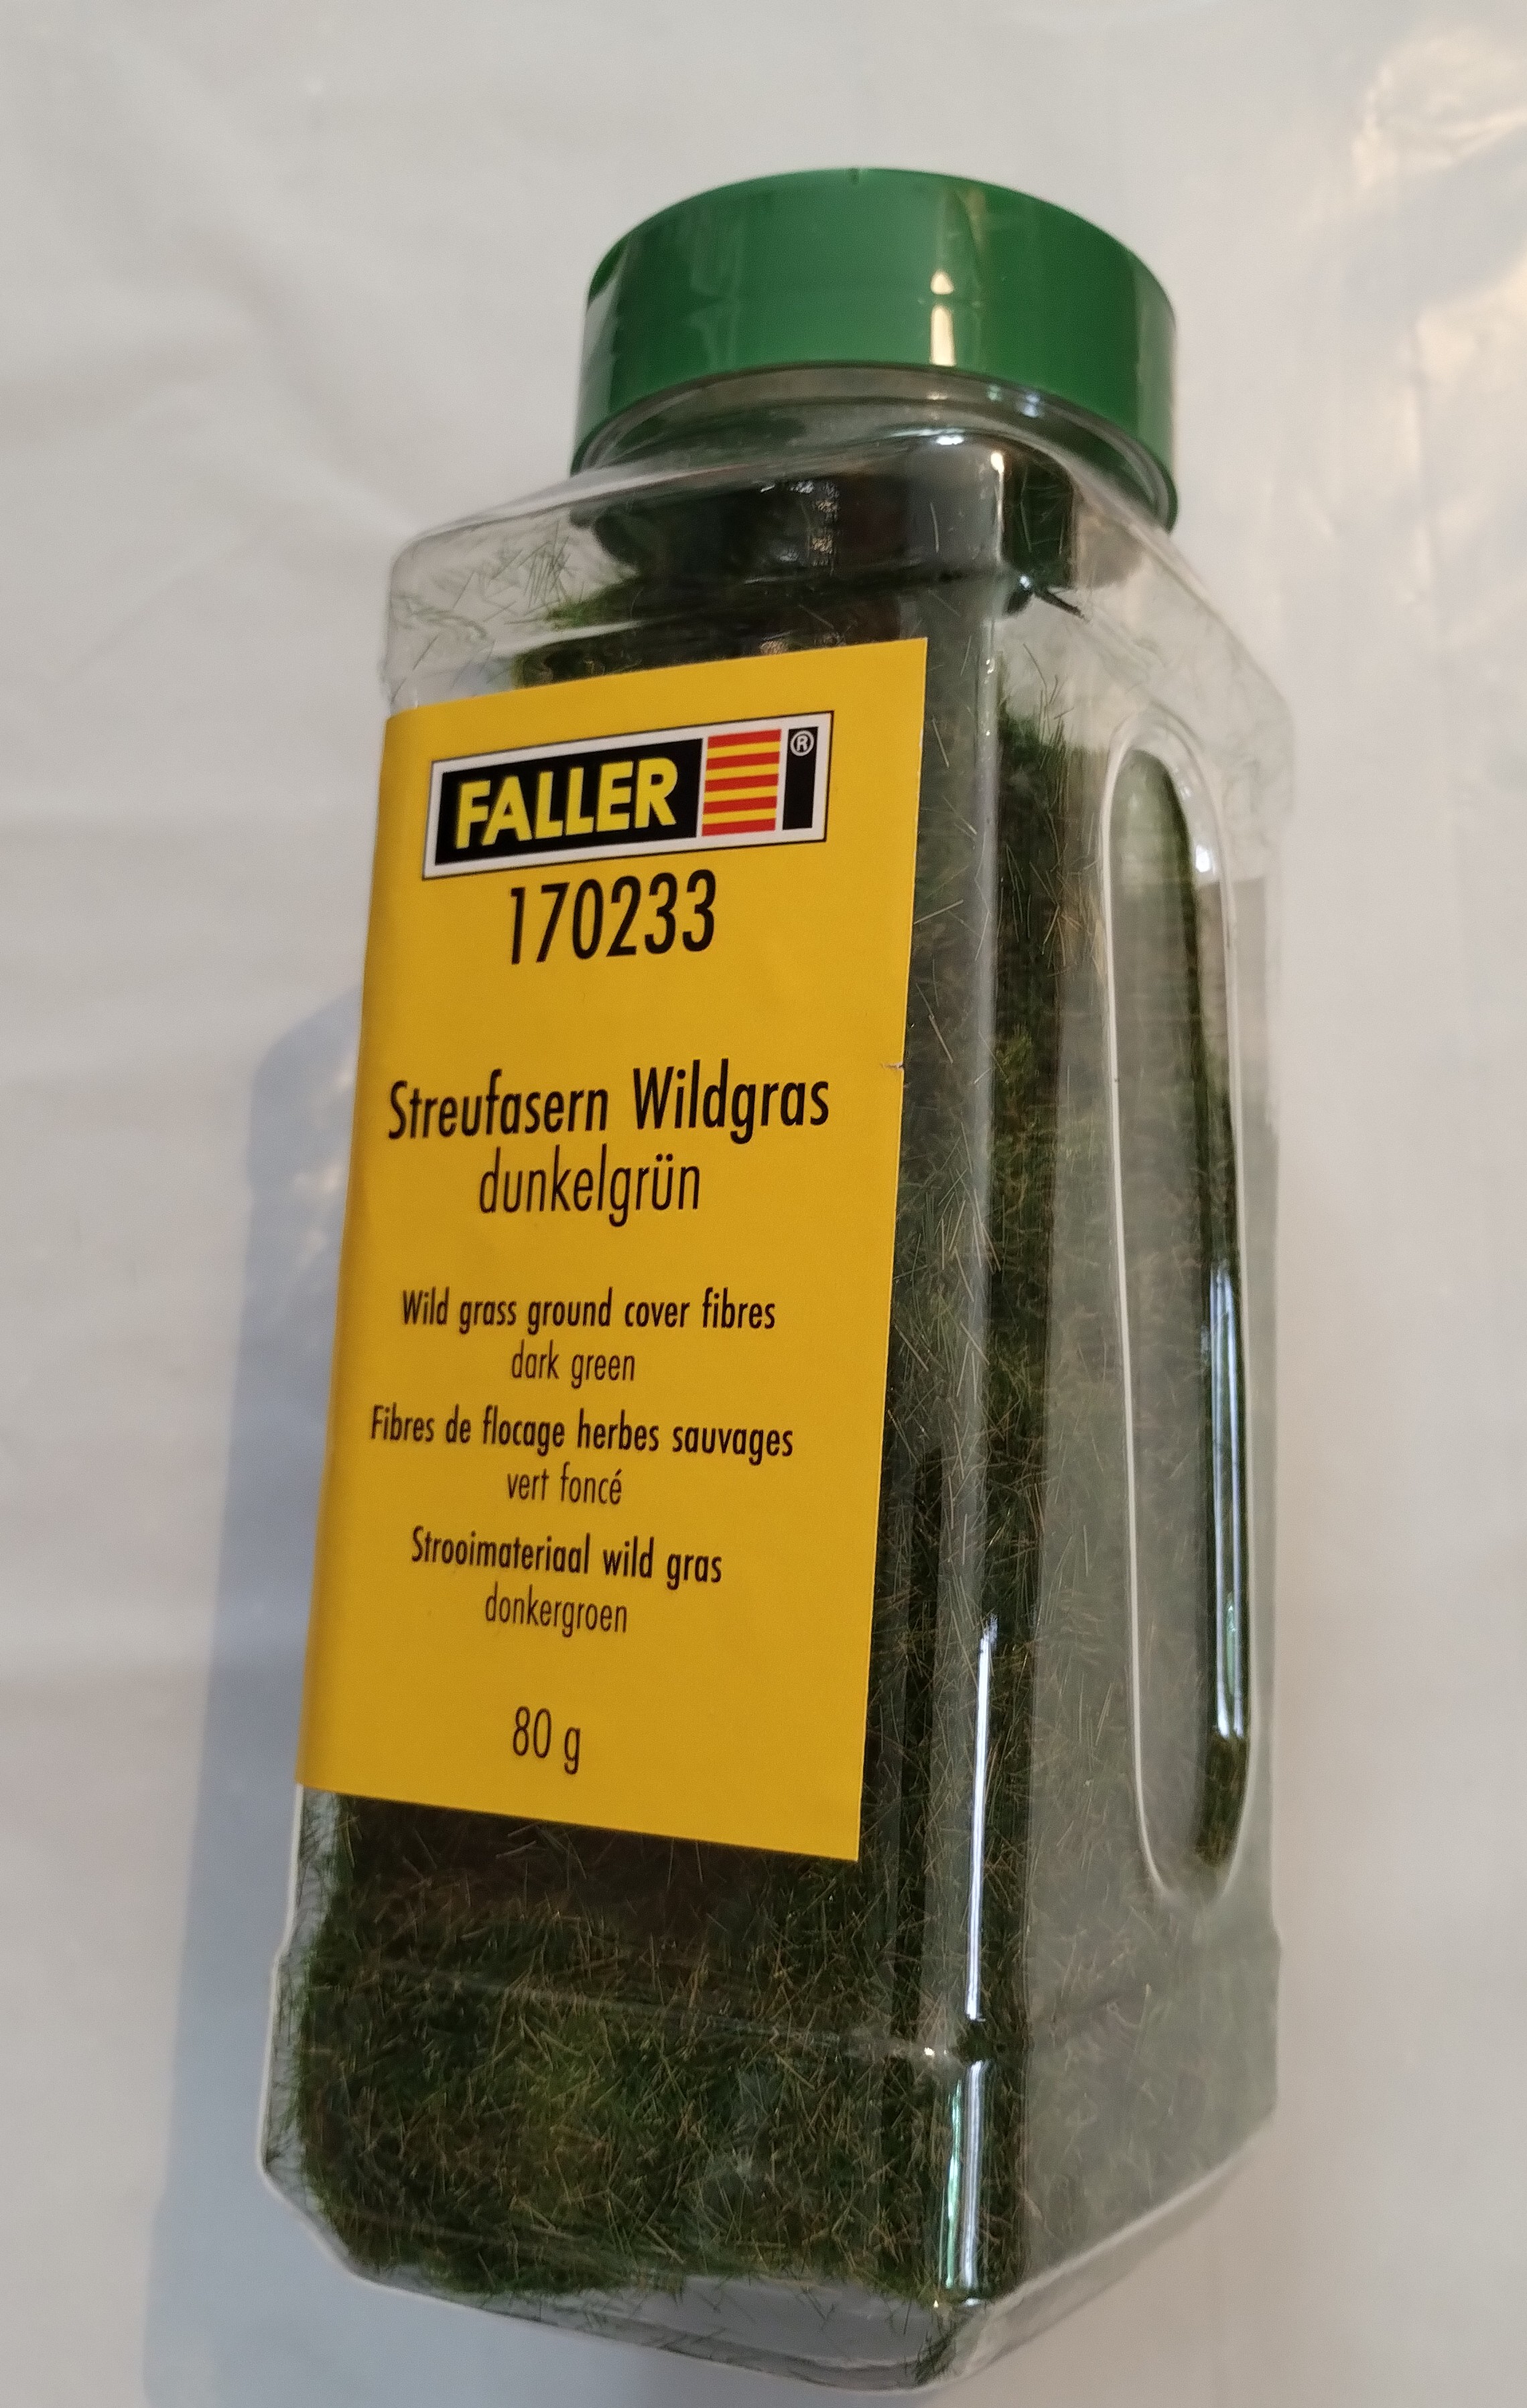 FALLER ®
170233
Streufasern Wildgras
dunkelgrün
Wild grass ground cover fibres
dark green
Fibres de flocage herbes sauvages
vert foncé
Strooimateriaal wild gras
donkergroen
80 g